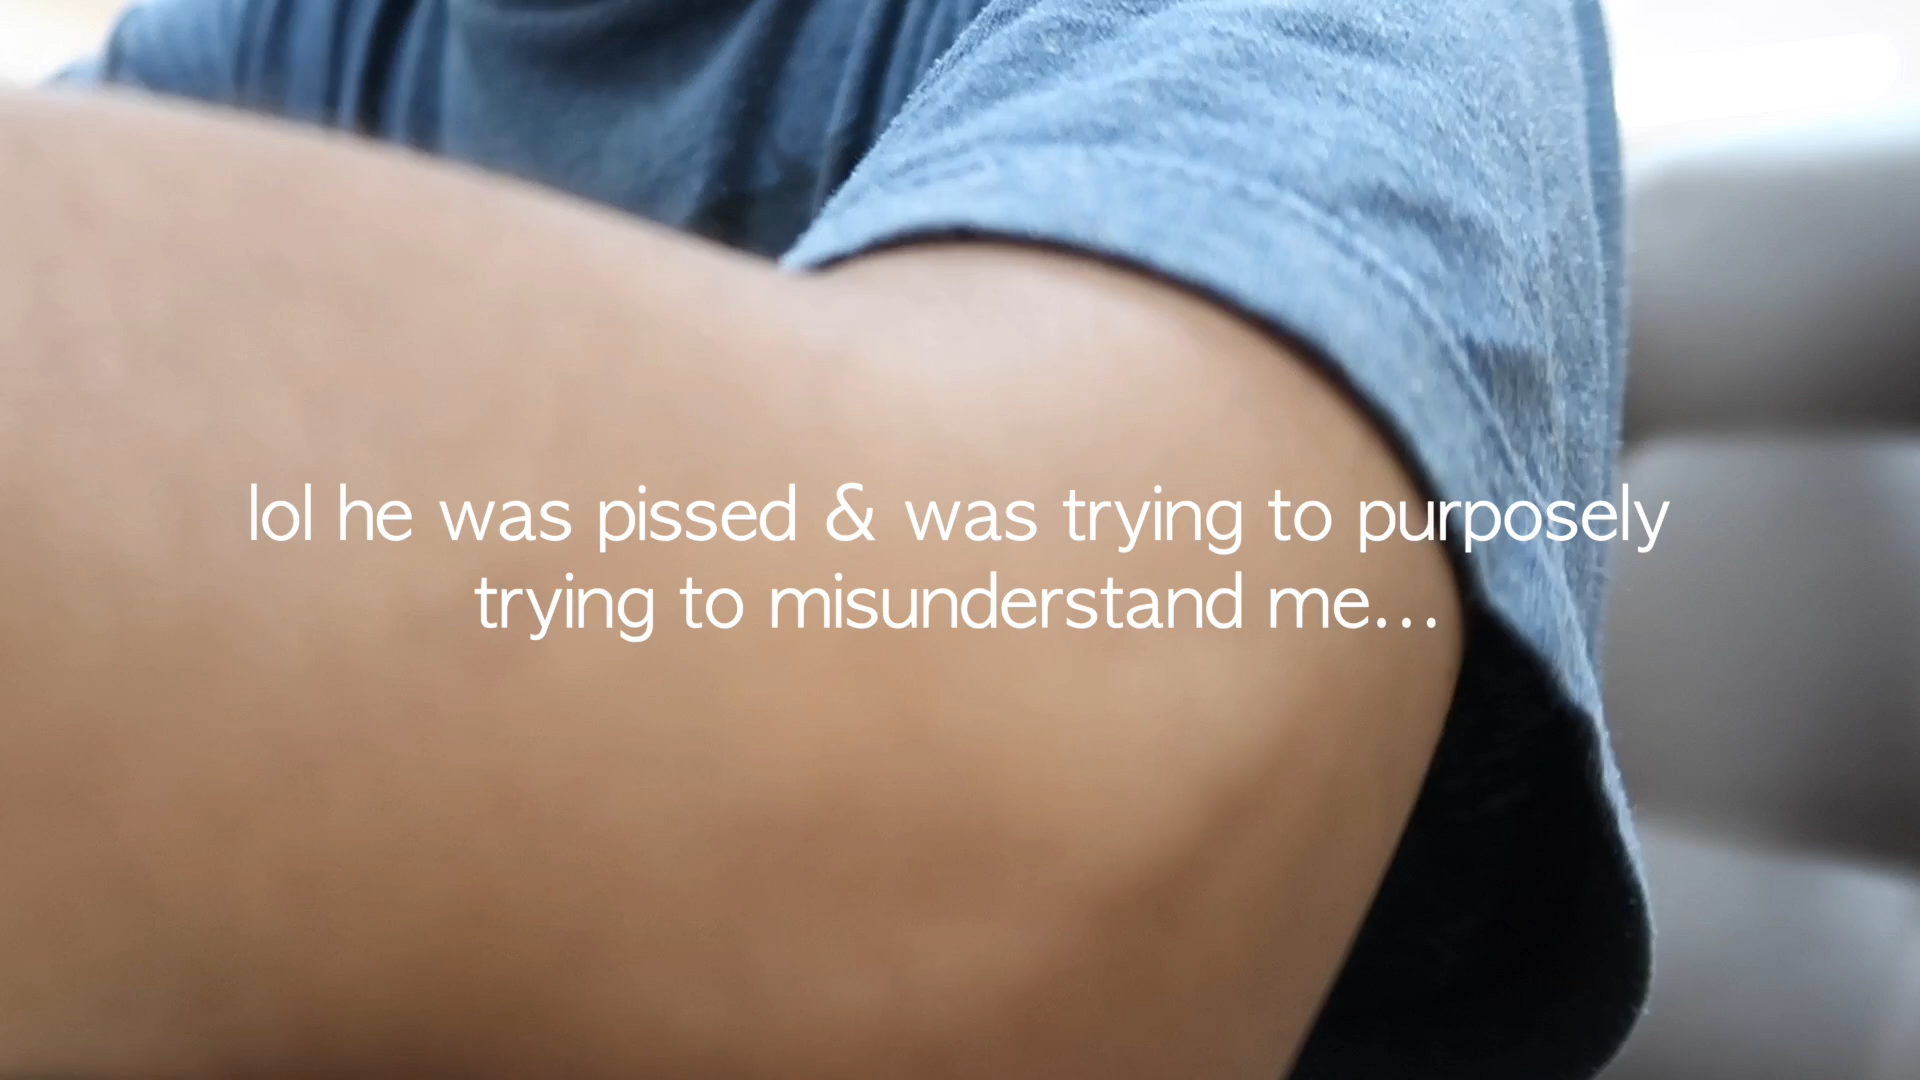 lol he was pissed & was trying to purposely
trying to misunderstand me...